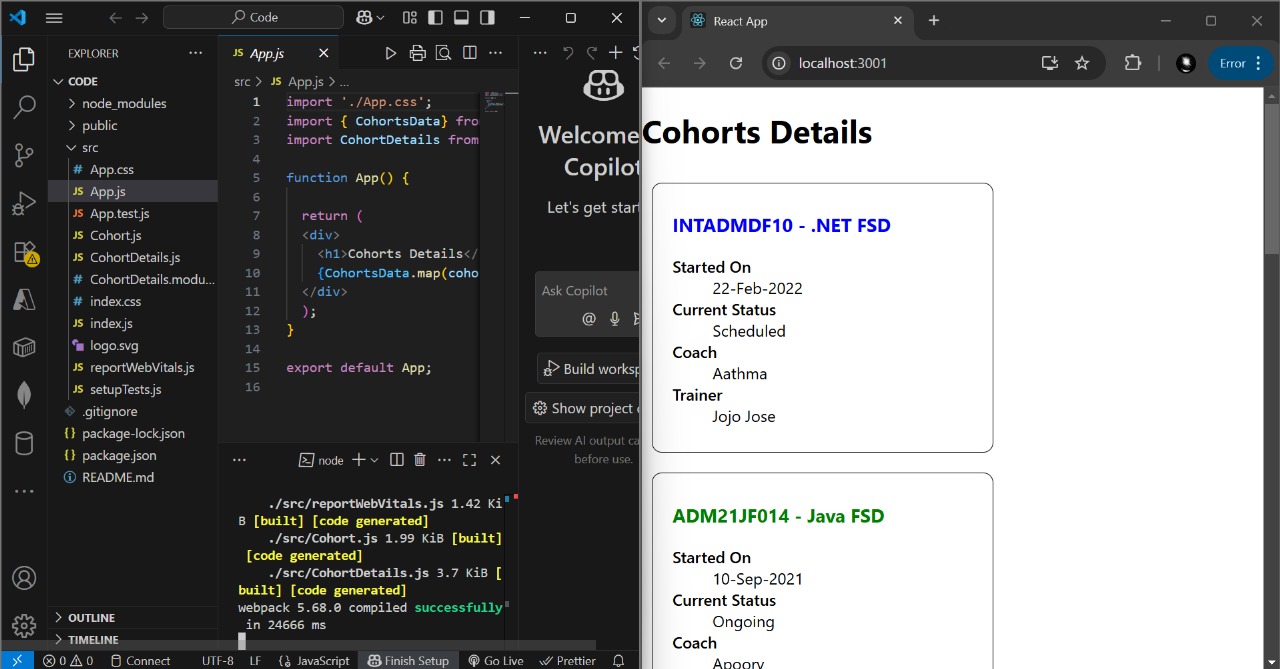 Code
EXPLORER
CODE
node_modules
public
src
App.css
App.js
App.test.js
Cohort.js
CohortDetails.js
CohortDetails.modu...
index.css
index.js
logo.svg
reportWebVitals.js
setupTests.js
.gitignore
package-lock.json
package.json
README.md
OUTLINE
TIMELINE
JS App.js
src > JS App.js > ...
1 import './App.css';
2 import { CohortsData} fro
3 import CohortDetails from
4
5 function App() {
6
7 return (
8 <div>
9 <h1>Cohorts Details</
10 {CohortsData.map(coho
11 </div>
12 );
13 }
14
15 export default App;
16
node
./src/reportWebVitals.js 1.42 Ki
B [built] [code generated]
./src/Cohort.js 1.99 KiB [built]
[code generated]
./src/CohortDetails.js 3.7 KiB [
built] [code generated]
webpack 5.68.0 compiled successfully
in 24666 ms
Welcome
Copilot
Let's get star
Ask Copilot
Build worksp
Show project
Review AI output ca
before use.
0 0 Connect UTF-8 LF {} JavaScript Finish Setup Go Live Prettier
React App
localhost:3001
Error
Cohorts Details
INTADMDF10 - .NET FSD
Started On
22-Feb-2022
Current Status
Scheduled
Coach
Aathma
Trainer
Jojo Jose
ADM21JF014 - Java FSD
Started On
10-Sep-2021
Current Status
Ongoing
Coach
Apoorv